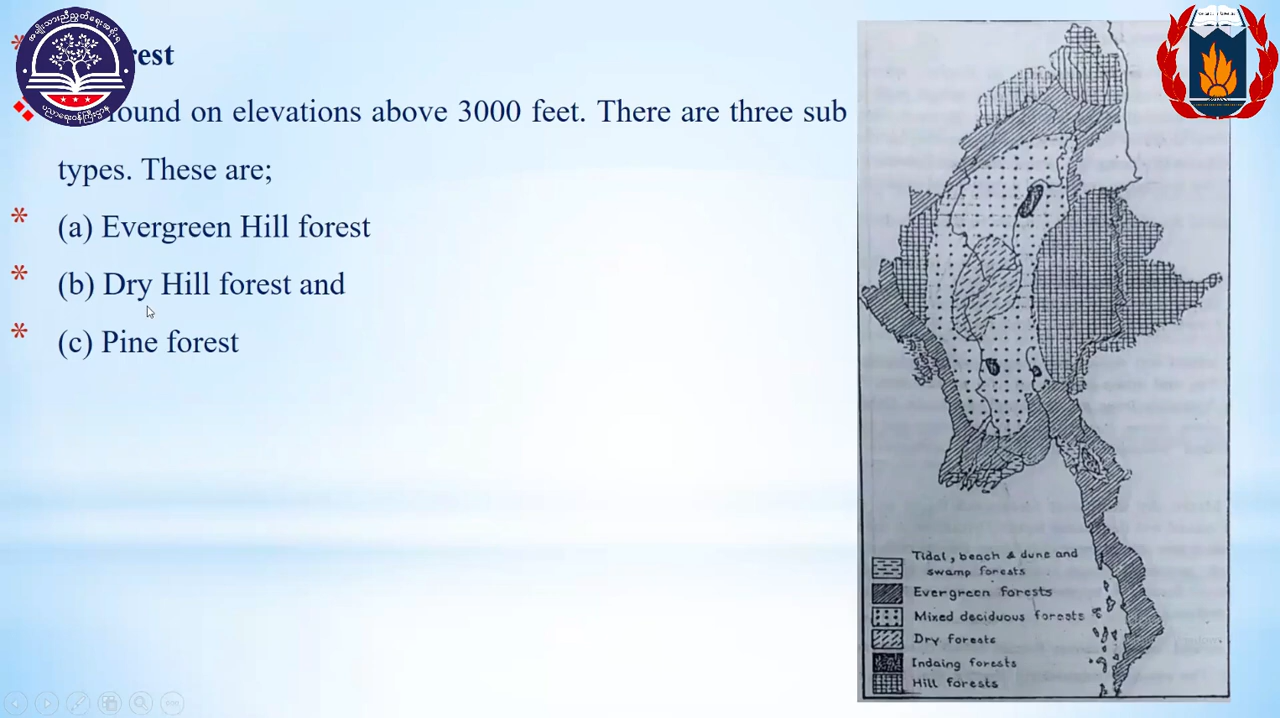 rest
found on elevations above 3000 feet. There are three sub
types. These are;
(a) Evergreen Hill forest
(b) Dry Hill forest and
(c) Pine forest
Tidal, beach & dune and
swamp forests
Evergreen forests
Mixed deciduous forests
Dry forests
Indaing forests
Hill forests